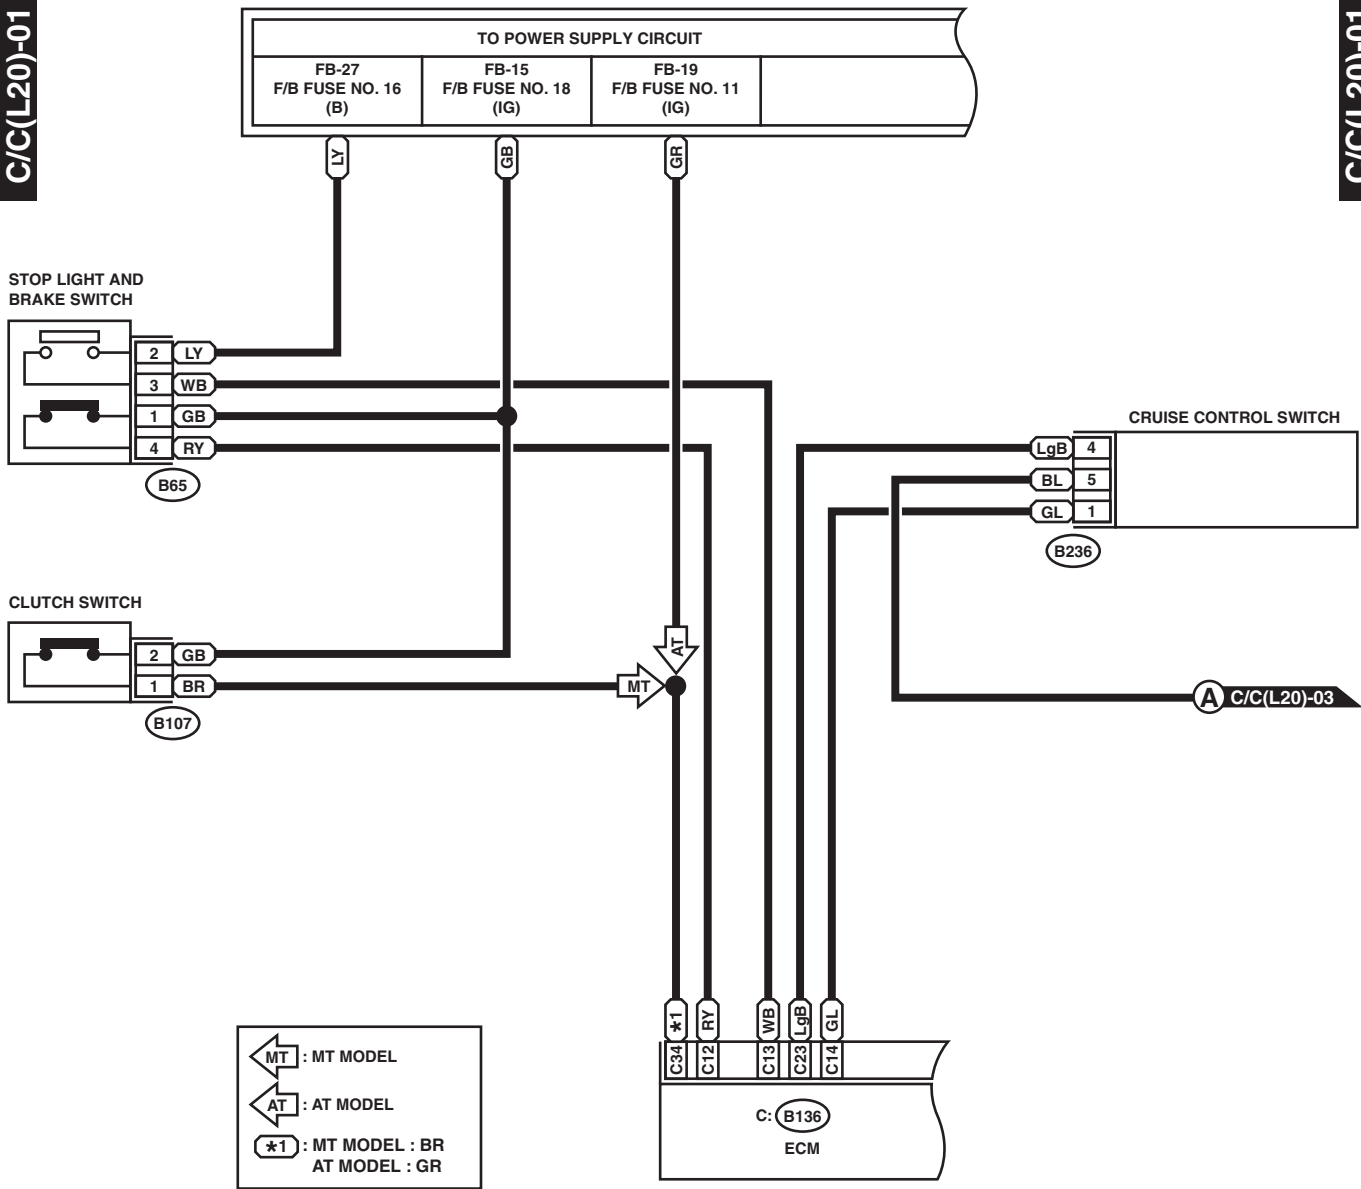 C/C(L20)-01
C/C(L20)-01
TO POWER SUPPLY CIRCUIT
FB-27
F/B FUSE NO. 16
(B)
FB-15
F/B FUSE NO. 18
(IG)
FB-19
F/B FUSE NO. 11
(IG)
LY
GB
GR
STOP LIGHT AND
BRAKE SWITCH
2 LY
3 WB
1 GB
4 RY
B65
CRUISE CONTROL SWITCH
LgB 4
BL 5
GL 1
B236
CLUTCH SWITCH
2 GB
1 BR
B107
AT
MT
A C/C(L20)-03
*1
RY
WB
LgB
GL
C34
C12
C13
C23
C14
C: B136
ECM
MT : MT MODEL
AT : AT MODEL
*1 : MT MODEL : BR
AT MODEL : GR